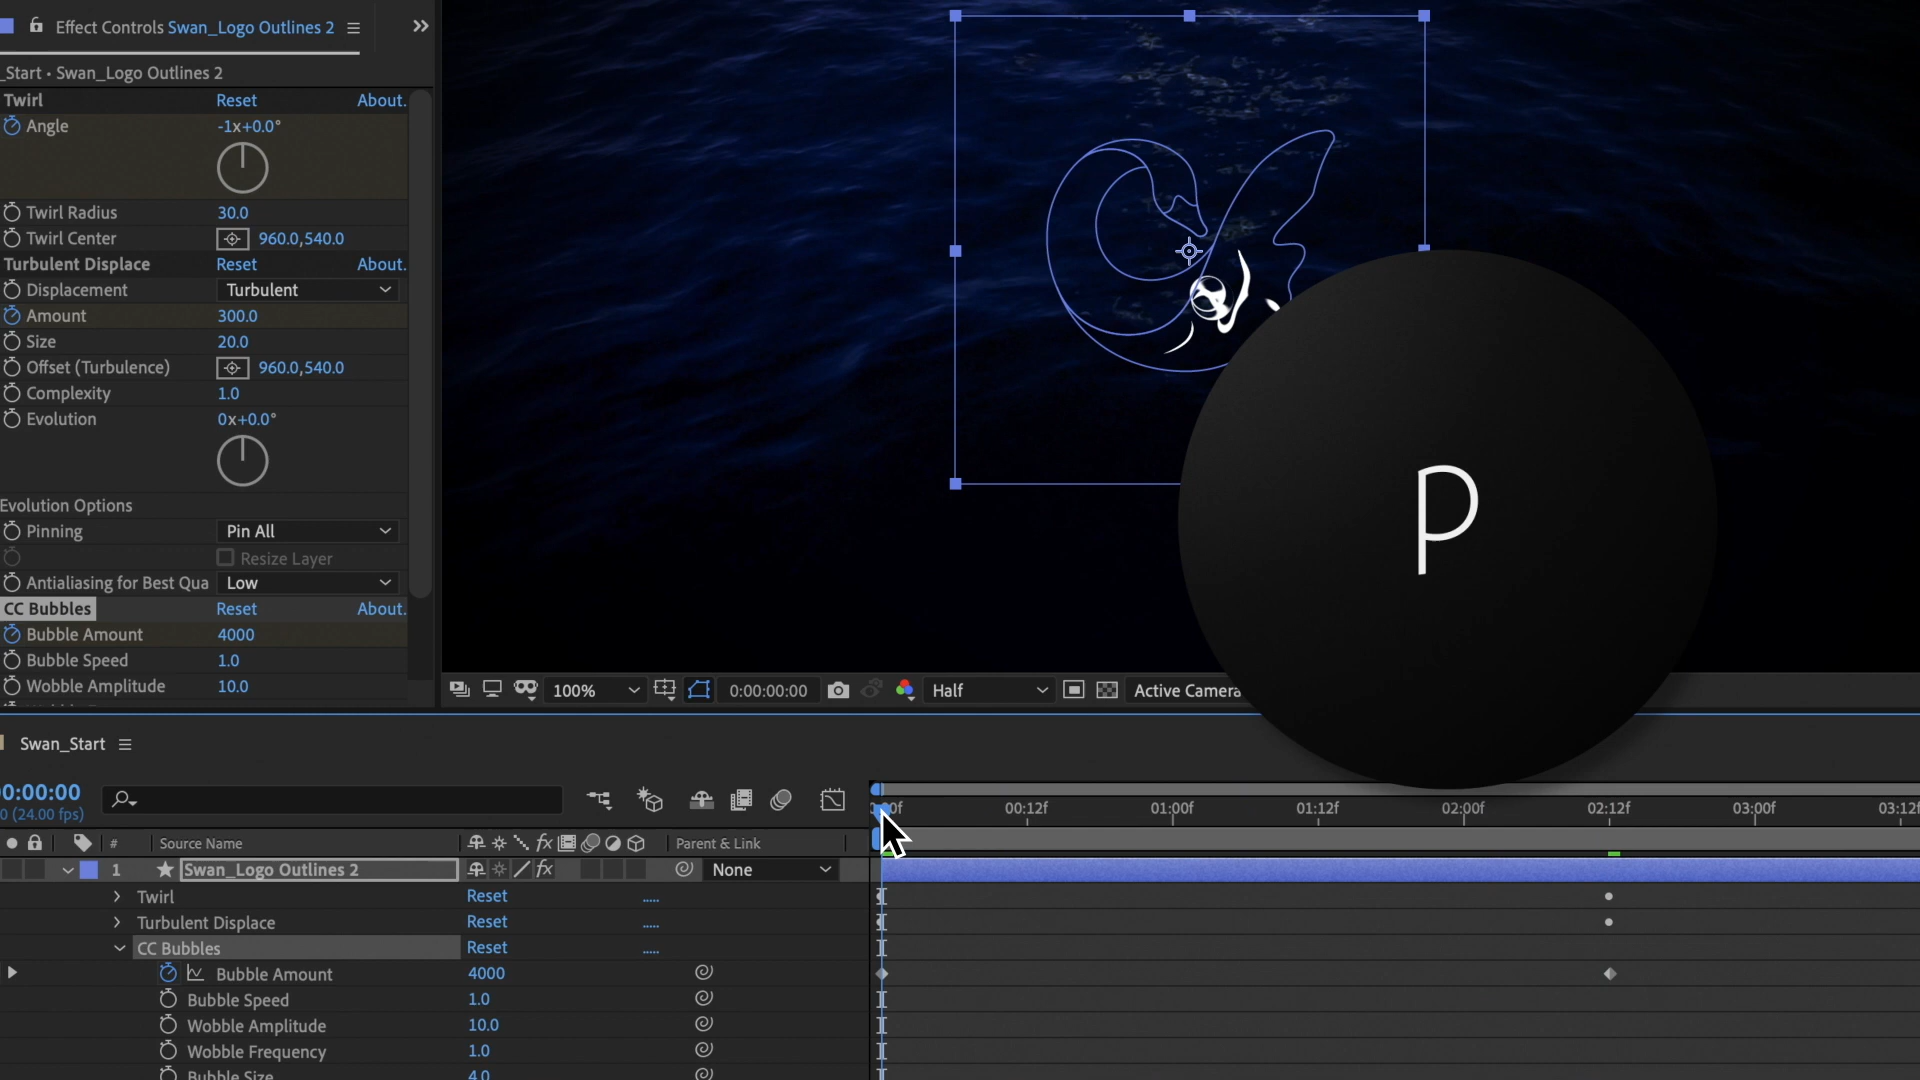 Effect Controls Swan_Logo Outlines 2
_Start • Swan_Logo Outlines 2
Twirl Reset About.
Angle -1x+0.0°
Twirl Radius 30.0
Twirl Center 960.0,540.0
Turbulent Displace Reset About.
Displacement Turbulent
Amount 300.0
Size 20.0
Offset (Turbulence) 960.0,540.0
Complexity 1.0
Evolution 0x+0.0°
Evolution Options
Pinning Pin All
Resize Layer
Antialiasing for Best Qua Low
CC Bubbles Reset About.
Bubble Amount 4000
Bubble Speed 1.0
Wobble Amplitude 10.0
P
100% 0:00:00:00 Half Active Camera
Swan_Start
0:00:00:00
0 (24.00 fps)
00f 00:12f 01:00f 01:12f 02:00f 02:12f 03:00f 03:12f
# Source Name Parent & Link
1 Swan_Logo Outlines 2 None
Twirl Reset
Turbulent Displace Reset
CC Bubbles Reset
Bubble Amount 4000
Bubble Speed 1.0
Wobble Amplitude 10.0
Wobble Frequency 1.0
Bubble Size 4.0